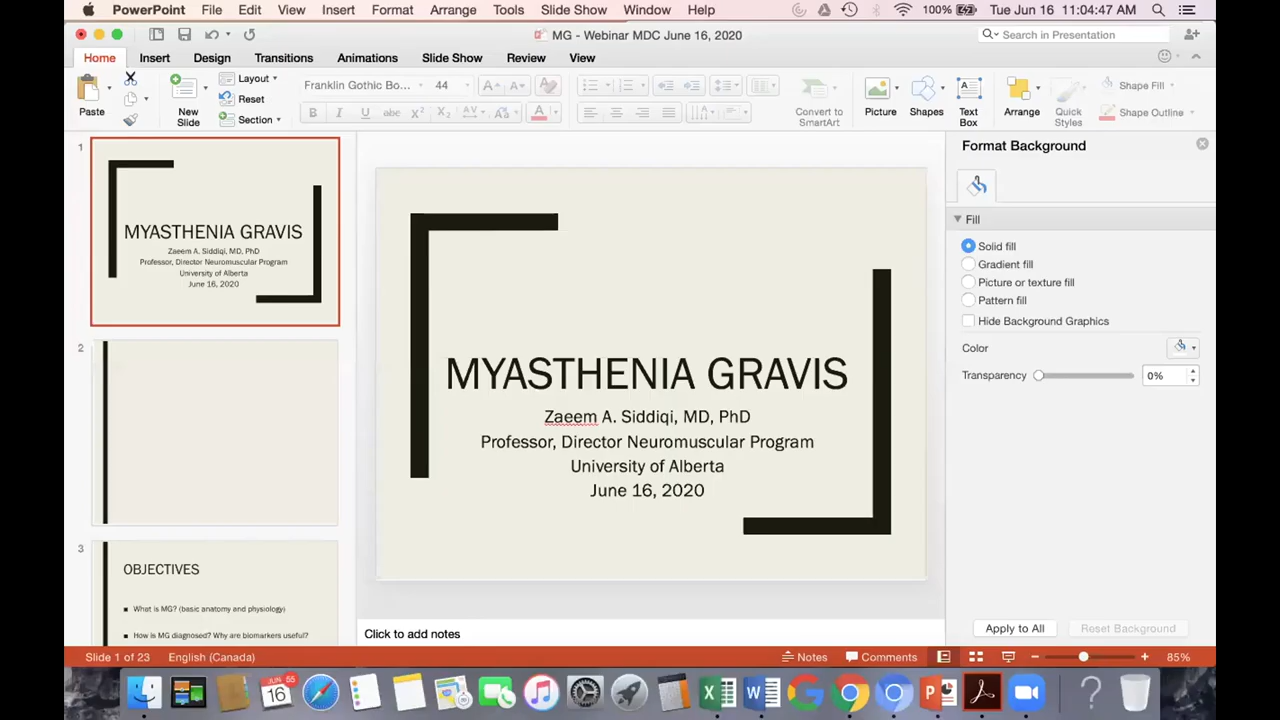 PowerPoint File Edit View Insert Format Arrange Tools Slide Show Window Help 100% Tue Jun 16 11:04:47 AM
MG - Webinar MDC June 16, 2020
Search in Presentation
Home Insert Design Transitions Animations Slide Show Review View
Paste
New Slide
Layout
Reset
Section
Franklin Gothic Bo... 44
B I U abc X² X₂ AV Aa A
Convert to SmartArt
Picture
Shapes
Text Box
Arrange
Quick Styles
Shape Fill
Shape Outline
1
MYASTHENIA GRAVIS
Zaeem A. Siddiqi, MD, PhD
Professor, Director Neuromuscular Program
University of Alberta
June 16, 2020
2
3
OBJECTIVES
What is MG? (basic anatomy and physiology)
How is MG diagnosed? Why are biomarkers useful?
MYASTHENIA GRAVIS
Zaeem A. Siddiqi, MD, PhD
Professor, Director Neuromuscular Program
University of Alberta
June 16, 2020
Click to add notes
Format Background
Fill
Solid fill
Gradient fill
Picture or texture fill
Pattern fill
Hide Background Graphics
Color
Transparency 0%
Apply to All Reset Background
Slide 1 of 23 English (Canada) Notes Comments 85%
JUN 16